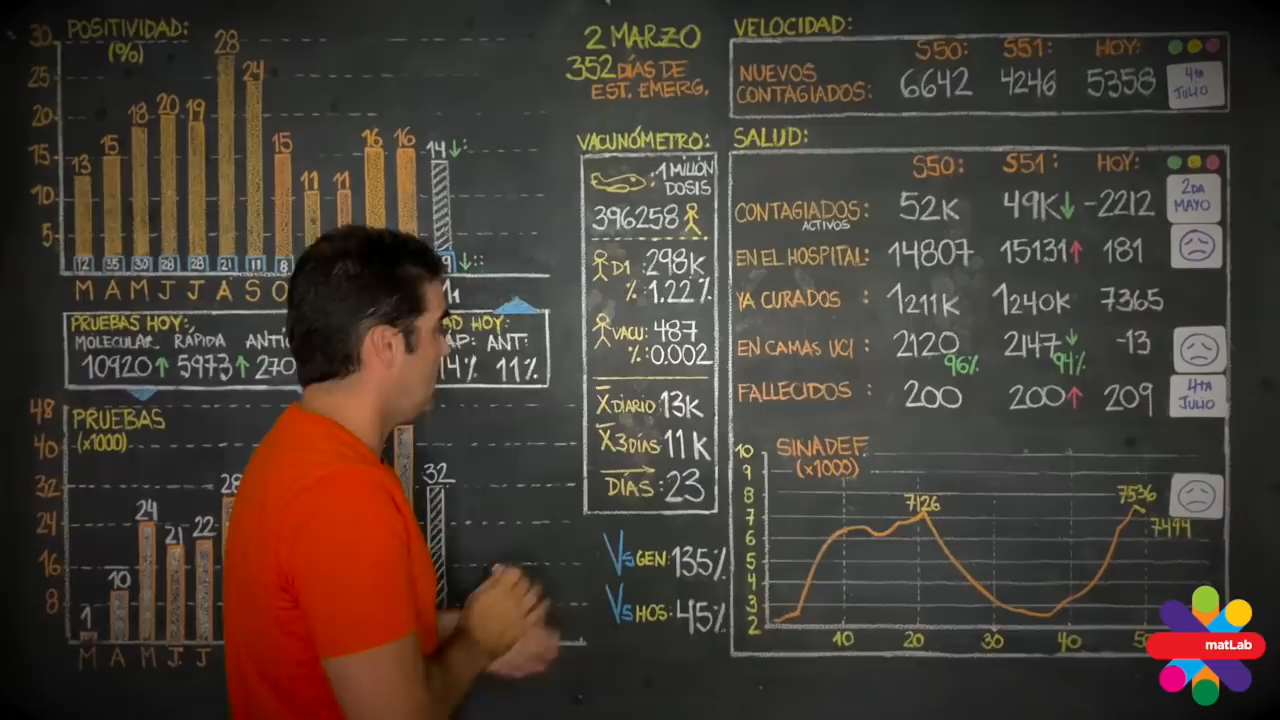 POSITIVIDAD:
(%)
30
25
20
15
10
5
13
15
18
20
19
28
24
15
11
11
16
16
14
12
35
30
28
28
21
11
8
9
M A M J J A S O
PRUEBAS HOY:
MOLECULAR RÁPIDA
10920 5973 270
AD HOY:
ÁP: ANT:
14% 11%
PRUEBAS
(x1000)
48
40
32
24
16
8
1
10
24
21
22
28
32
M A M J J
2 MARZO
352 DÍAS DE
EST. EMERG.
VACUNÓMETRO:
: 1 MILLÓN
DOSIS
396258
D1 : 298K
% : 1.22%
VACU: 487
% : 0.002
X DIARIO: 13K
X 3 DÍAS: 11K
DÍAS : 23
Vs GEN: 135%
Vs HOS: 45%
VELOCIDAD:
S50: S51: HOY:
NUEVOS
CONTAGIADOS: 6642 4246 5358
4TA
JULIO
SALUD:
S50: S51: HOY:
CONTAGIADOS: 52K 49K -2212
ACTIVOS
2DA
MAYO
EN EL HOSPITAL: 14807 15131 181
YA CURADOS : 1211K 1240K 7365
EN CAMAS UCI : 2120 2147 -13
96% 94%
FALLECIDOS : 200 200 209
4TA
JULIO
SINADEF
(x1000)
10
9
8
7
6
5
4
3
2
7126
7536
7494
10 20 30 40
matLab